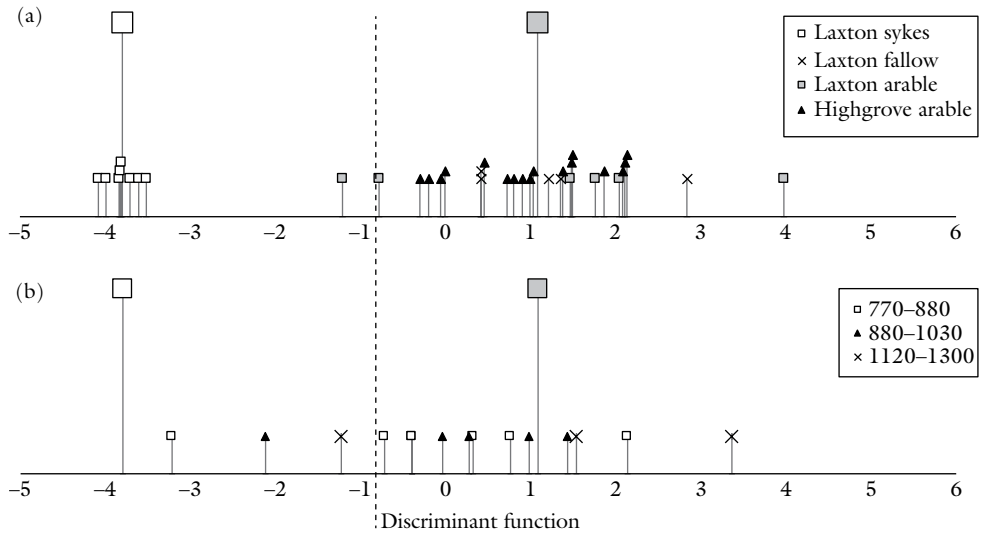 (a)
Laxton sykes
Laxton fallow
Laxton arable
Highgrove arable
–5 –4 –3 –2 –1 0 1 2 3 4 5 6
(b)
770–880
880–1030
1120–1300
–5 –4 –3 –2 –1 0 1 2 3 4 5 6
Discriminant function